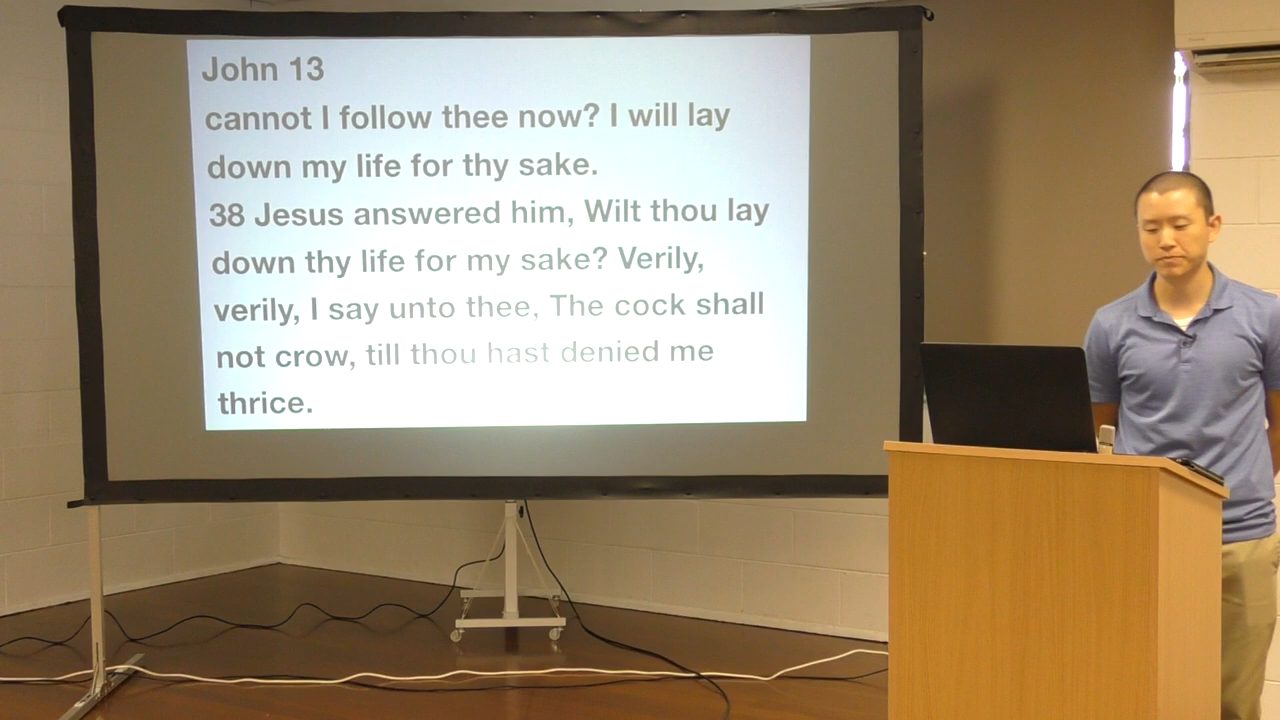 John 13
cannot I follow thee now? I will lay
down my life for thy sake.
38 Jesus answered him, Wilt thou lay
down thy life for my sake? Verily,
verily, I say unto thee, The cock shall
not crow, till thou hast denied me
thrice.